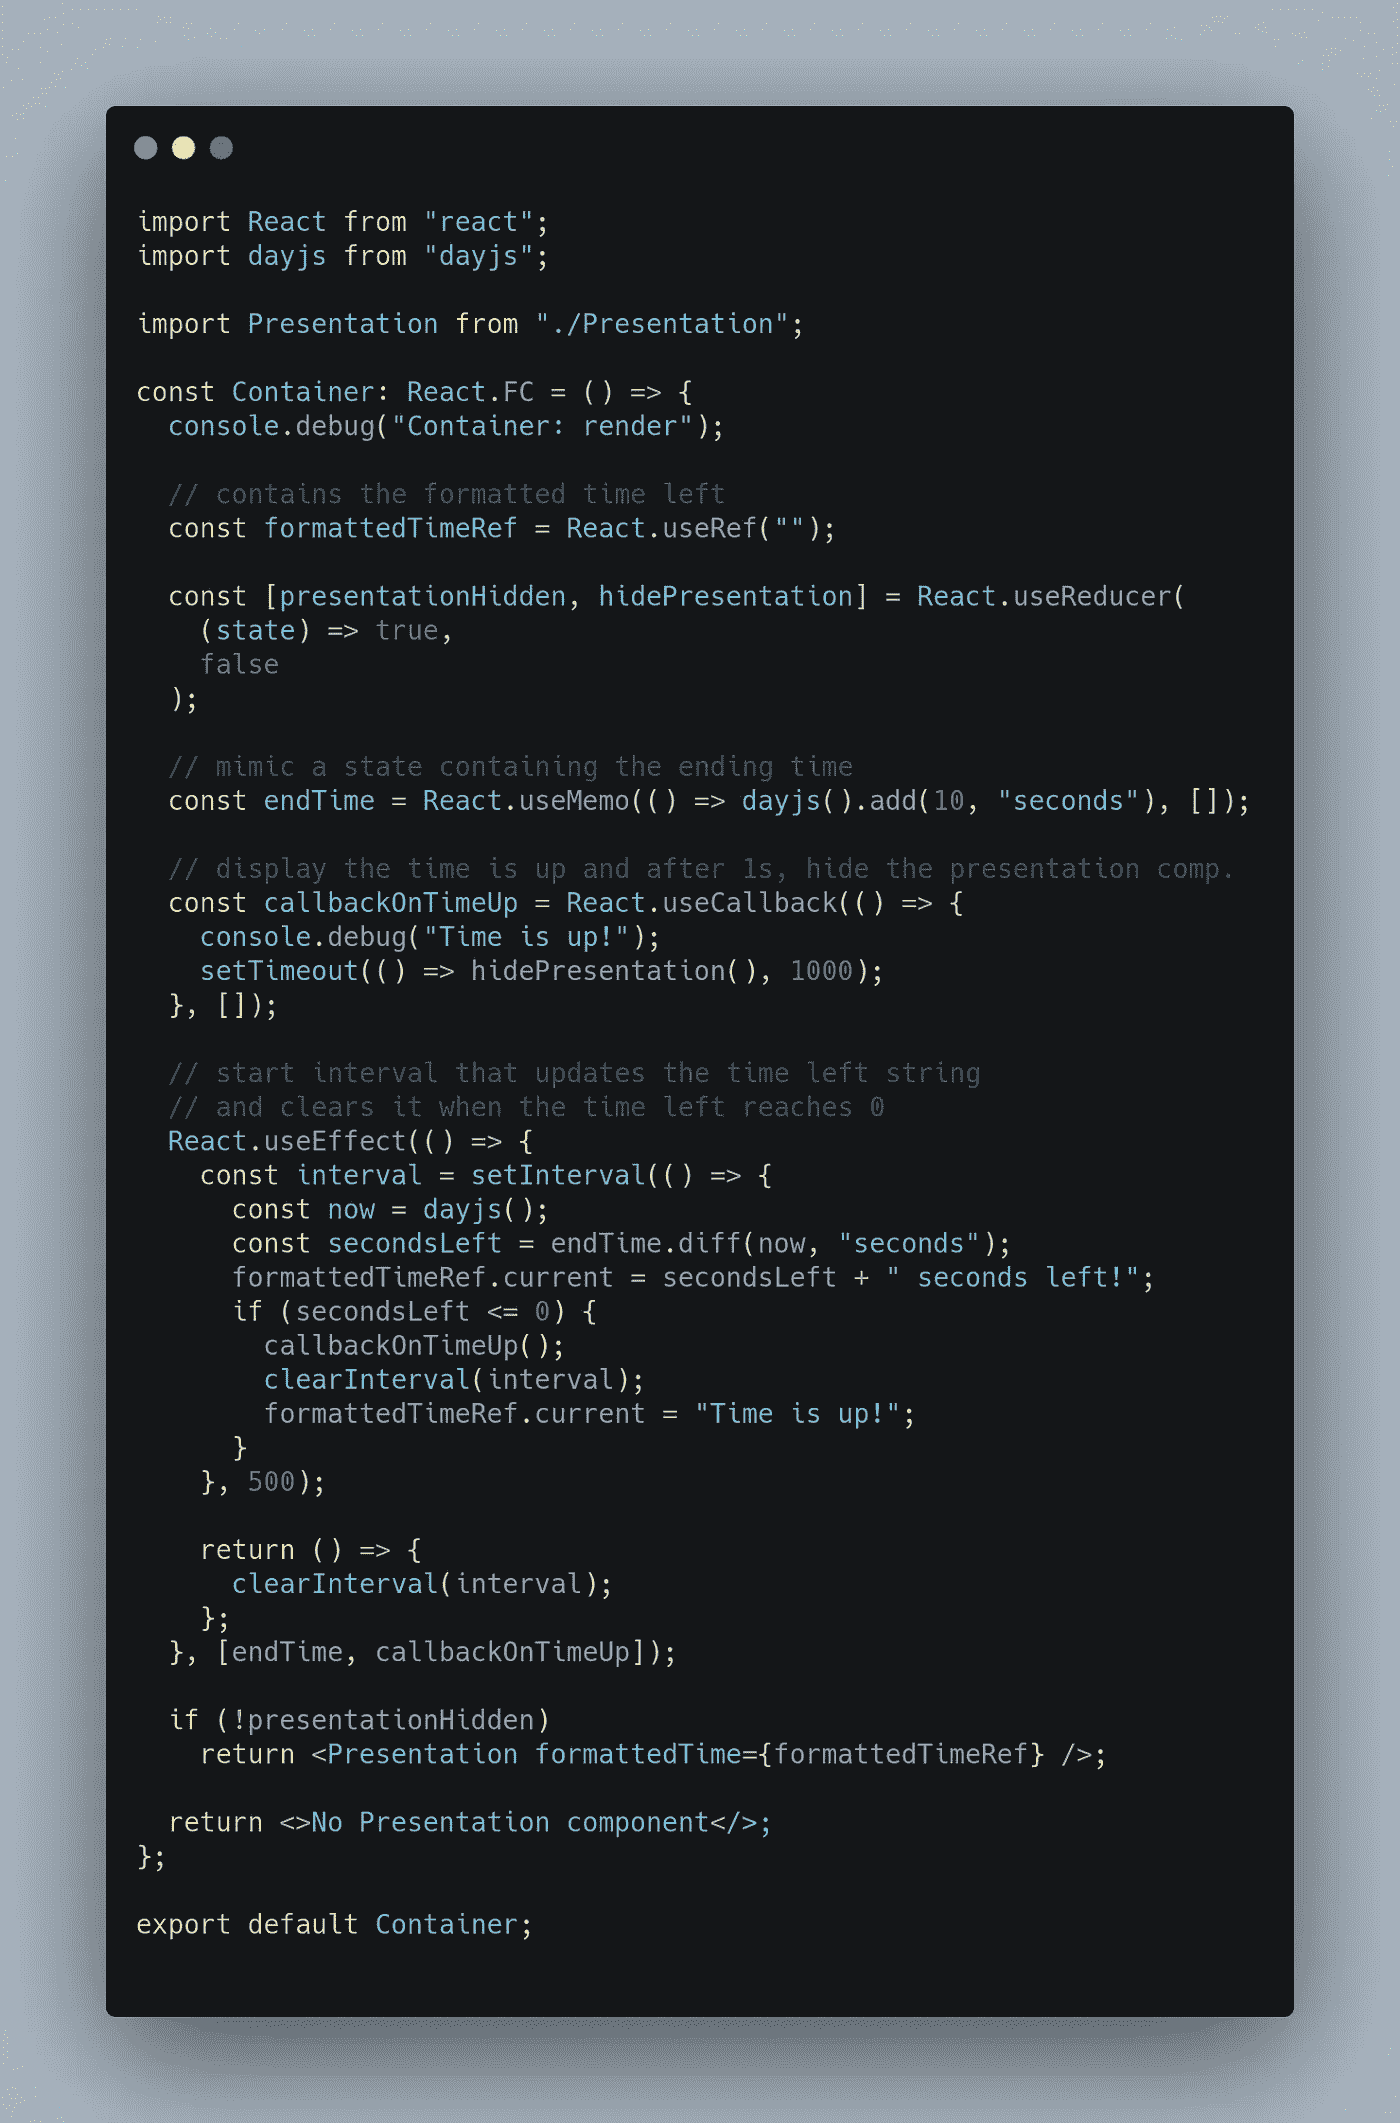 import React from "react";
import dayjs from "dayjs";

import Presentation from "./Presentation";

const Container: React.FC = () => {
  console.debug("Container: render");

  // contains the formatted time left
  const formattedTimeRef = React.useRef("");

  const [presentationHidden, hidePresentation] = React.useReducer(
    (state) => true,
    false
  );

  // mimic a state containing the ending time
  const endTime = React.useMemo(() => dayjs().add(10, "seconds"), []);

  // display the time is up and after 1s, hide the presentation comp.
  const callbackOnTimeUp = React.useCallback(() => {
    console.debug("Time is up!");
    setTimeout(() => hidePresentation(), 1000);
  }, []);

  // start interval that updates the time left string
  // and clears it when the time left reaches 0
  React.useEffect(() => {
    const interval = setInterval(() => {
      const now = dayjs();
      const secondsLeft = endTime.diff(now, "seconds");
      formattedTimeRef.current = secondsLeft + " seconds left!";
      if (secondsLeft <= 0) {
        callbackOnTimeUp();
        clearInterval(interval);
        formattedTimeRef.current = "Time is up!";
      }
    }, 500);

    return () => {
      clearInterval(interval);
    };
  }, [endTime, callbackOnTimeUp]);

  if (!presentationHidden)
    return <Presentation formattedTime={formattedTimeRef} />;

  return <>No Presentation component</>;
};

export default Container;